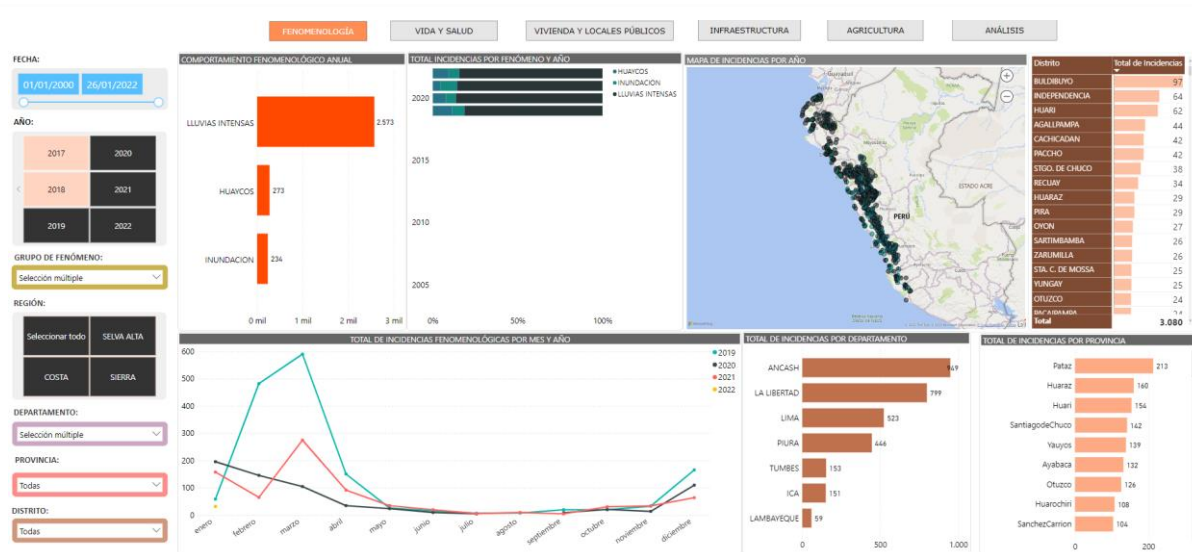 FENOMENOLOGÍA
VIDA Y SALUD
VIVIENDA Y LOCALES PÚBLICOS
INFRAESTRUCTURA
AGRICULTURA
ANÁLISIS
FECHA:
01/01/2000
26/01/2022
AÑO:
2017
2020
2018
2021
2019
2022
GRUPO DE FENÓMENO:
Selección múltiple
REGIÓN:
Seleccionar todo
SELVA ALTA
COSTA
SIERRA
DEPARTAMENTO:
Selección múltiple
PROVINCIA:
Todas
DISTRITO:
Todas
COMPORTAMIENTO FENOMENOLÓGICO ANUAL
LLUVIAS INTENSAS
2.573
HUAYCOS
273
INUNDACION
234
0 mil
1 mil
2 mil
3 mil
TOTAL INCIDENCIAS POR FENÓMENO Y AÑO
HUAYCOS
INUNDACION
LLUVIAS INTENSAS
2020
2015
2010
2005
0%
50%
100%
MAPA DE INCIDENCIAS POR AÑO
Guayaquil
ESTADO ACRE
PERÚ
Distrito Total de Incidencias
BULDIBUYO 97
INDEPENDENCIA 64
HUARI 62
AGALLPAMPA 44
CACHICADAN 42
PACCHO 42
STGO. DE CHUCO 38
RECUAY 34
HUARAZ 29
PIRA 29
OYON 27
SARTIMBAMBA 26
ZARUMILLA 26
STA. C. DE MOSSA 25
YUNGAY 25
OTUZCO 24
PACAIPAMPA 24
Total 3.080
TOTAL DE INCIDENCIAS FENOMENOLÓGICAS POR MES Y AÑO
2019
2020
2021
2022
600
500
400
300
200
100
0
enero
febrero
marzo
abril
mayo
junio
julio
agosto
septiembre
octubre
noviembre
diciembre
TOTAL DE INCIDENCIAS POR DEPARTAMENTO
ANCASH 949
LA LIBERTAD 799
LIMA 523
PIURA 446
TUMBES 153
ICA 151
LAMBAYEQUE 59
0
500
1.000
TOTAL DE INCIDENCIAS POR PROVINCIA
Pataz 213
Huaraz 160
Huari 154
SantiagodeChuco 142
Yauyos 139
Ayabaca 132
Otuzco 126
Huarochiri 108
SanchezCarrion 104
0
200